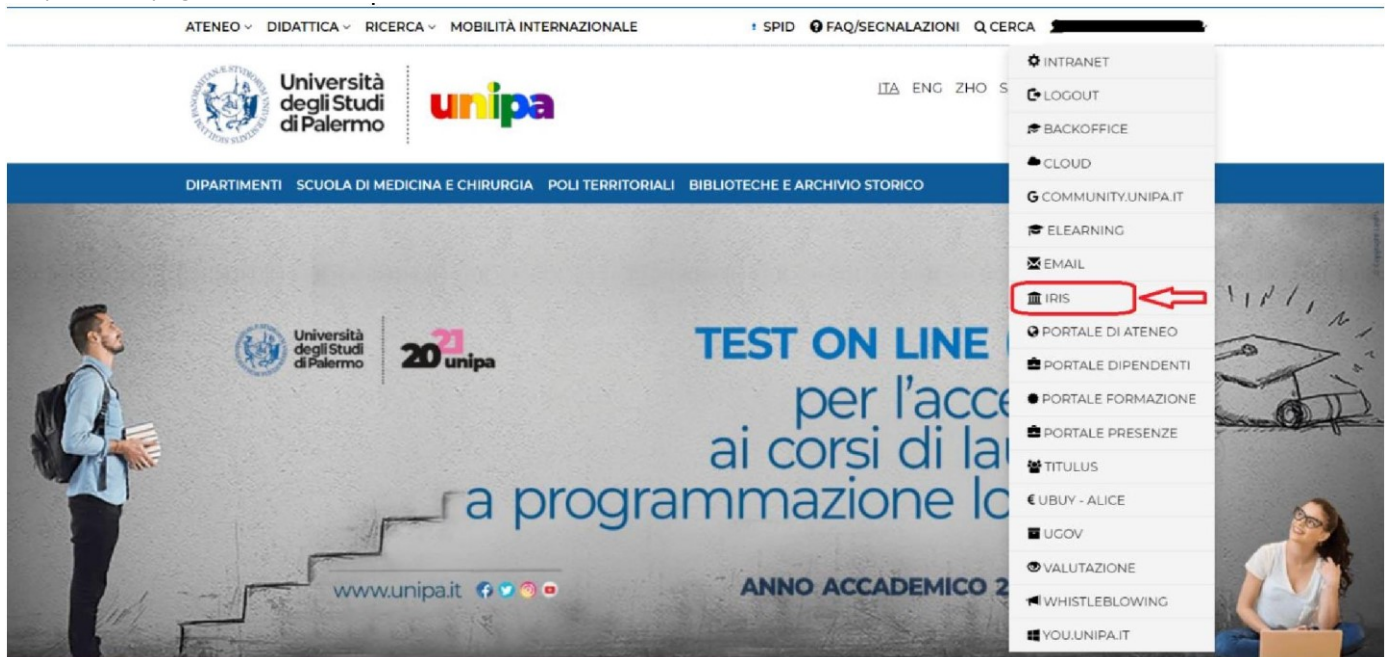 ATENEO DIDATTICA RICERCA MOBILITÀ INTERNAZIONALE SPID FAQ/SEGNALAZIONI CERCA
Università
degli Studi
di Palermo
unipa
ITA ENG ZHO S
DIPARTIMENTI SCUOLA DI MEDICINA E CHIRURGIA POLI TERRITORIALI BIBLIOTECHE E ARCHIVIO STORICO
INTRANET
LOGOUT
BACKOFFICE
CLOUD
G COMMUNITY.UNIPA.IT
ELEARNING
EMAIL
IRIS
PORTALE DI ATENEO
PORTALE DIPENDENTI
PORTALE FORMAZIONE
PORTALE PRESENZE
TITULUS
€ UBUY - ALICE
UGOV
VALUTAZIONE
WHISTLEBLOWING
YOU.UNIPA.IT
Università
degli Studi
di Palermo
2021 unipa
TEST ON LINE
per l'acce
ai corsi di la
a programmazione lo
www.unipa.it
ANNO ACCADEMICO 2